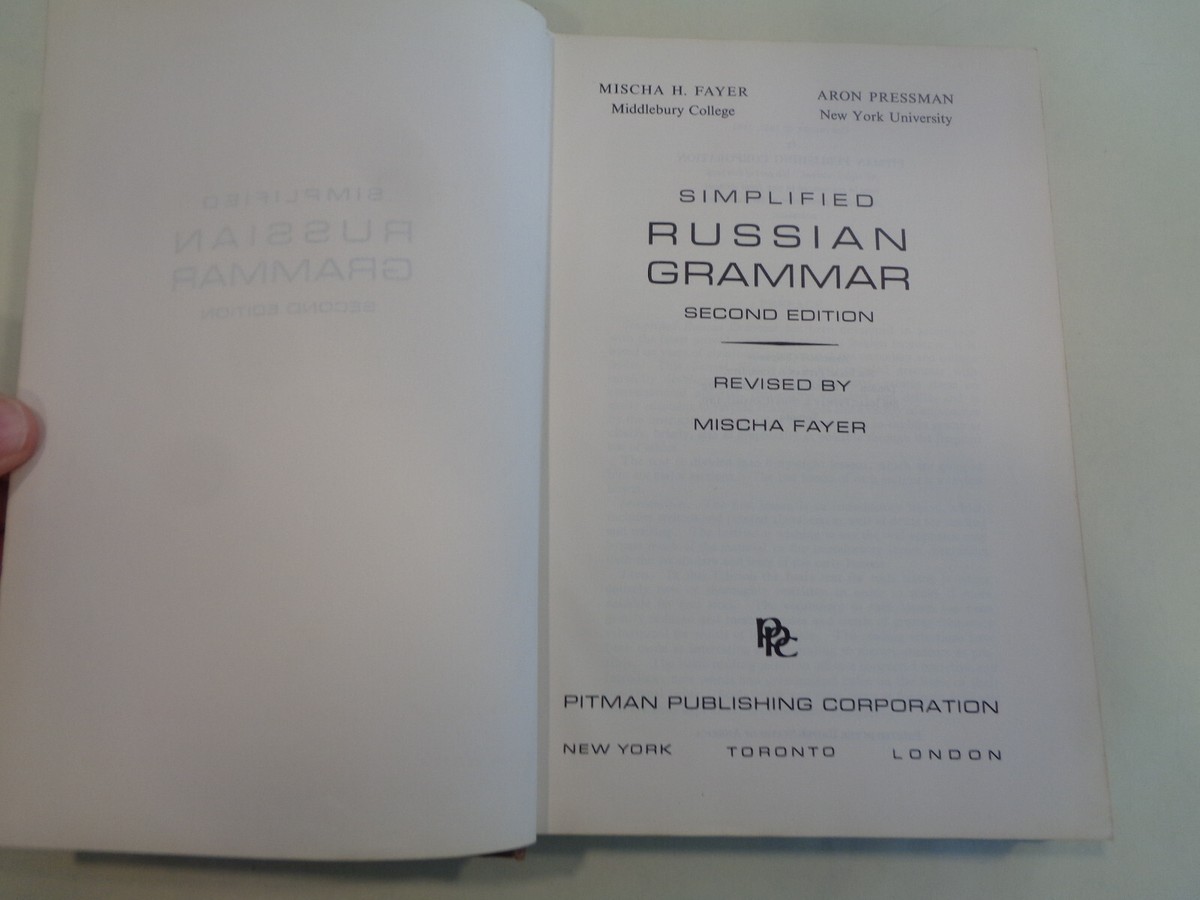 MISCHA H. FAYER
Middlebury College
ARON PRESSMAN
New York University
SIMPLIFIED
RUSSIAN
GRAMMAR
SECOND EDITION
REVISED BY
MISCHA FAYER
ppc
PITMAN PUBLISHING CORPORATION
NEW YORK TORONTO LONDON